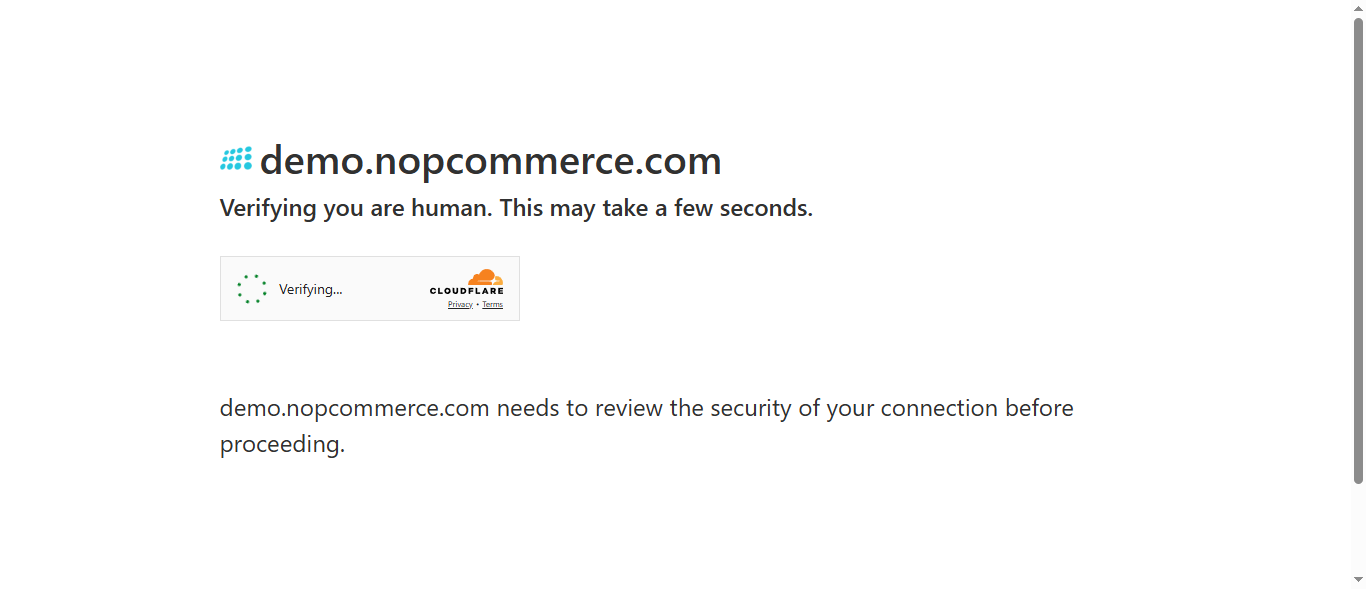 demo.nopcommerce.com
Verifying you are human. This may take a few seconds.
Verifying...
CLOUDFLARE
Privacy • Terms
demo.nopcommerce.com needs to review the security of your connection before
proceeding.